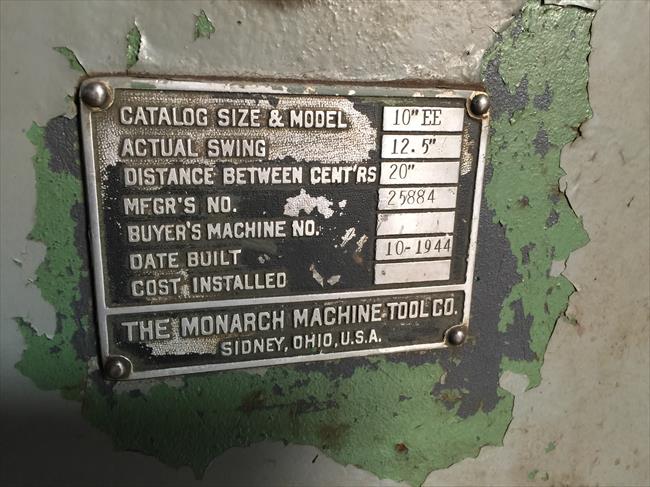 CATALOG SIZE & MODEL 10"EE
ACTUAL SWING 12.5"
DISTANCE BETWEEN CENT'RS 20"
MFGR'S NO. 25884
BUYER'S MACHINE NO.
DATE BUILT 10-1944
COST INSTALLED
THE MONARCH MACHINE TOOL CO.
SIDNEY, OHIO, U.S.A.